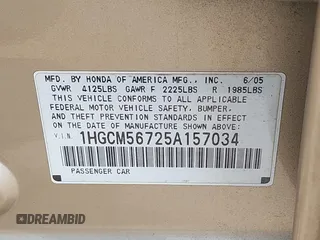 MFD. BY HONDA OF AMERICA MFG., INC. 6/05
GVWR 4125LBS GAWR F 2225LBS R 1985LBS
THIS VEHICLE CONFORMS TO ALL APPLICABLE
FEDERAL MOTOR VEHICLE SAFETY, BUMPER,
AND THEFT PREVENTION STANDARDS IN EFFECT
ON THE DATE OF MANUFACTURE SHOWN ABOVE.
V.I.N. 1HGCM56725A157034
PASSENGER CAR
DREAMBID